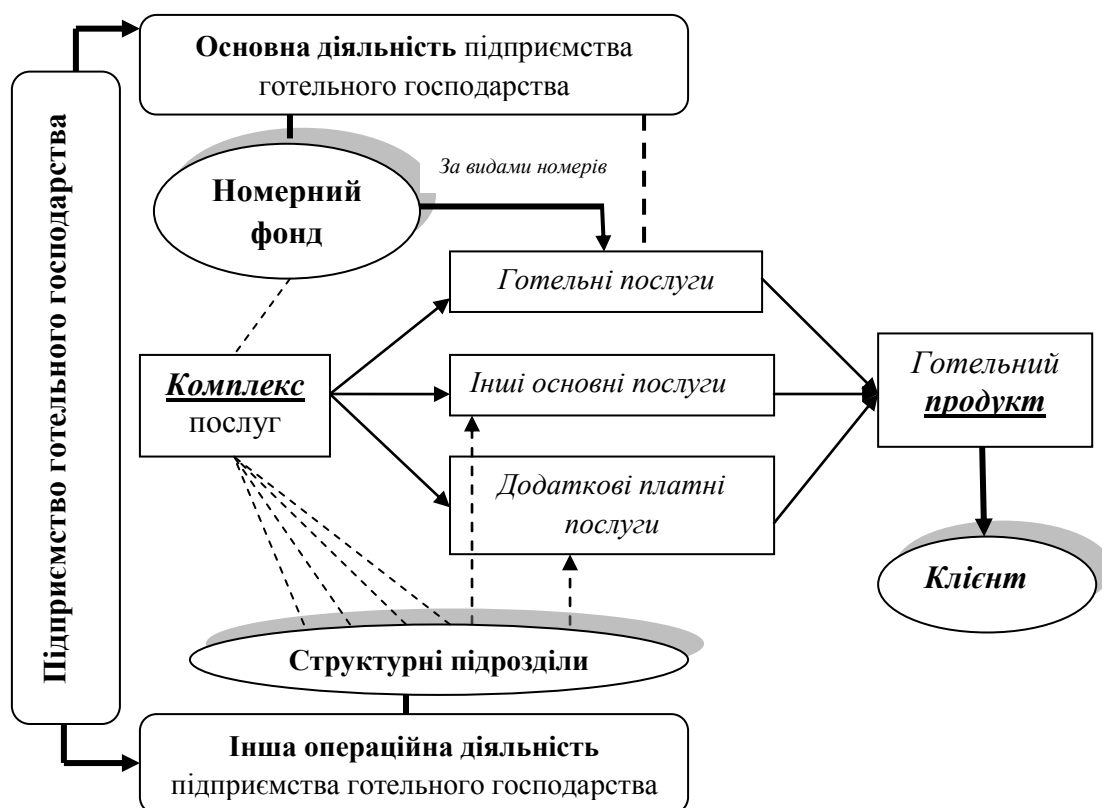 Підприємство готельного господарства
Основна діяльність підприємства
готельного господарства
За видами номерів
Номерний
фонд
Готельні послуги
Комплекс
послуг
Інші основні послуги
Готельний
продукт
Додаткові платні
послуги
Клієнт
Структурні підрозділи
Інша операційна діяльність
підприємства готельного господарства